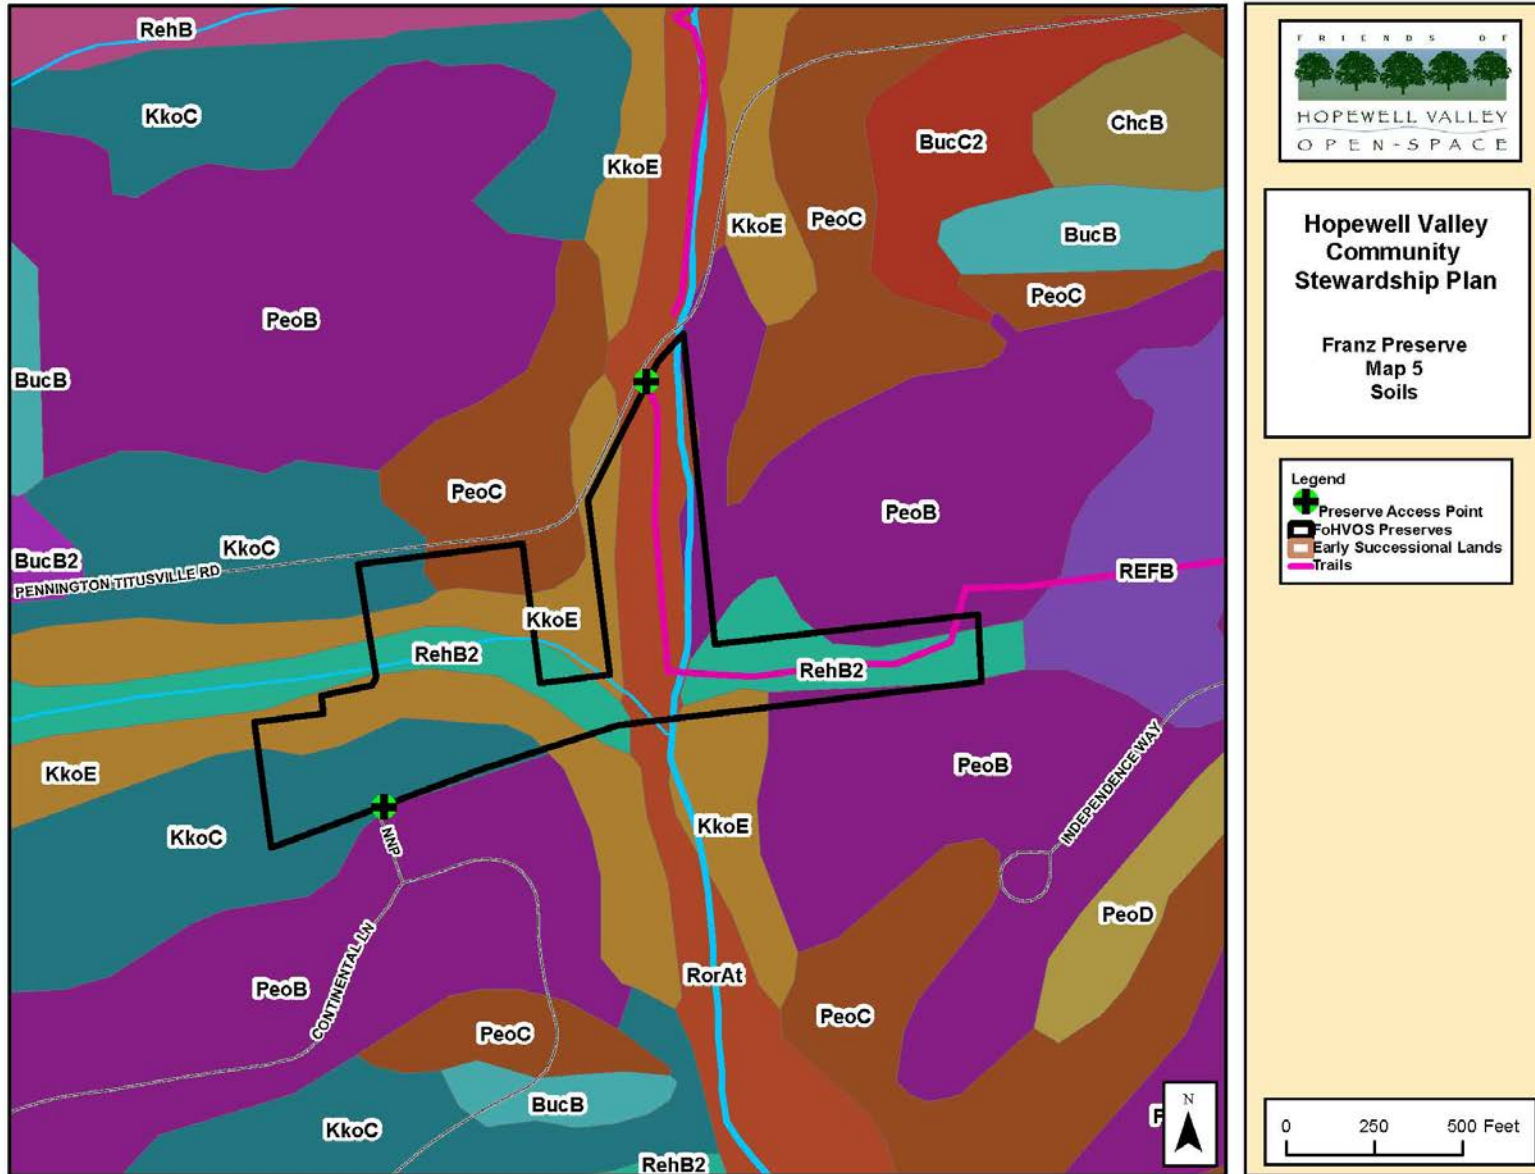 RehB
KkoC
KkoE
BucC2
ChcB
KkoE
PeoC
BucB
PeoC
PeoB
BucB
PeoC
PeoB
BucB2
KkoC
PENNINGTON TITUSVILLE RD
REFB
KkoE
RehB2
RehB2
KkoE
PeoB
INDEPENDENCE WAY
KkoC
NNP
KkoE
PeoD
CONTINENTAL LN
PeoB
RorAt
PeoC
PeoC
BucB
KkoC
RehB2
N
FRIENDS OF
HOPEWELL VALLEY
OPEN-SPACE
Hopewell Valley
Community
Stewardship Plan
Franz Preserve
Map 5
Soils
Legend
Preserve Access Point
FoHVOS Preserves
Early Successional Lands
Trails
0 250 500 Feet